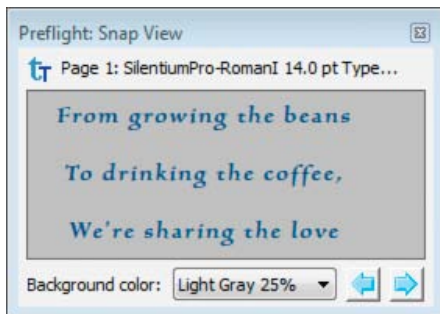 Preflight: Snap View
Page 1: SilentiumPro-RomanI 14.0 pt Type...
From growing the beans
To drinking the coffee,
We're sharing the love
Background color: Light Gray 25%